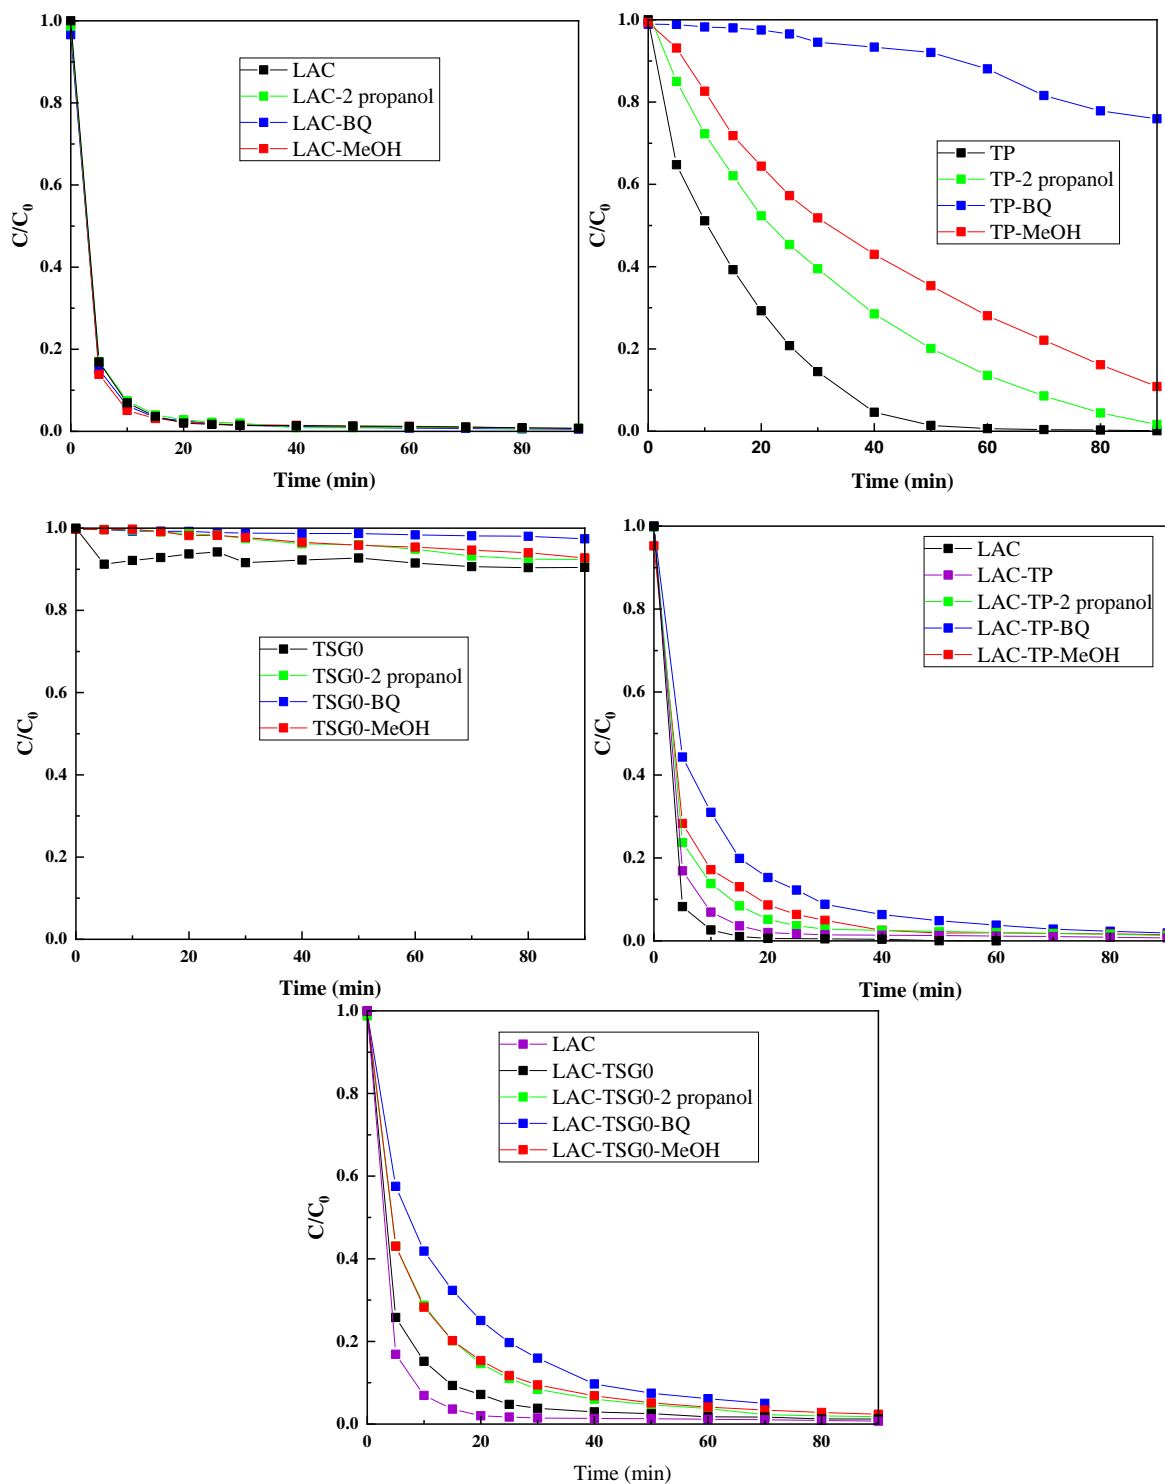 1.0
0.8
0.6
0.4
0.2
0.0
C/C0
LAC
LAC-2 propanol
LAC-BQ
LAC-MeOH
0 20 40 60 80
Time (min)
1.0
0.8
0.6
0.4
0.2
0.0
C/C0
TP
TP-2 propanol
TP-BQ
TP-MeOH
0 20 40 60 80
Time (min)
1.0
0.8
0.6
0.4
0.2
0.0
C/C0
TSG0
TSG0-2 propanol
TSG0-BQ
TSG0-MeOH
0 20 40 60 80
Time (min)
1.0
0.8
0.6
0.4
0.2
0.0
C/C0
LAC
LAC-TP
LAC-TP-2 propanol
LAC-TP-BQ
LAC-TP-MeOH
0 20 40 60 80
Time (min)
1.0
0.8
0.6
0.4
0.2
0.0
C/C0
LAC
LAC-TSG0
LAC-TSG0-2 propanol
LAC-TSG0-BQ
LAC-TSG0-MeOH
0 20 40 60 80
Time (min)